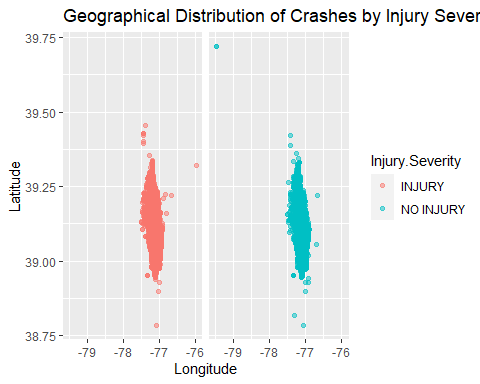 Geographical Distribution of Crashes by Injury Sever
39.75
39.50
39.25
39.00
38.75
Latitude
-79 -78 -77 -76 -79 -78 -77 -76
Longitude
Injury.Severity
INJURY
NO INJURY